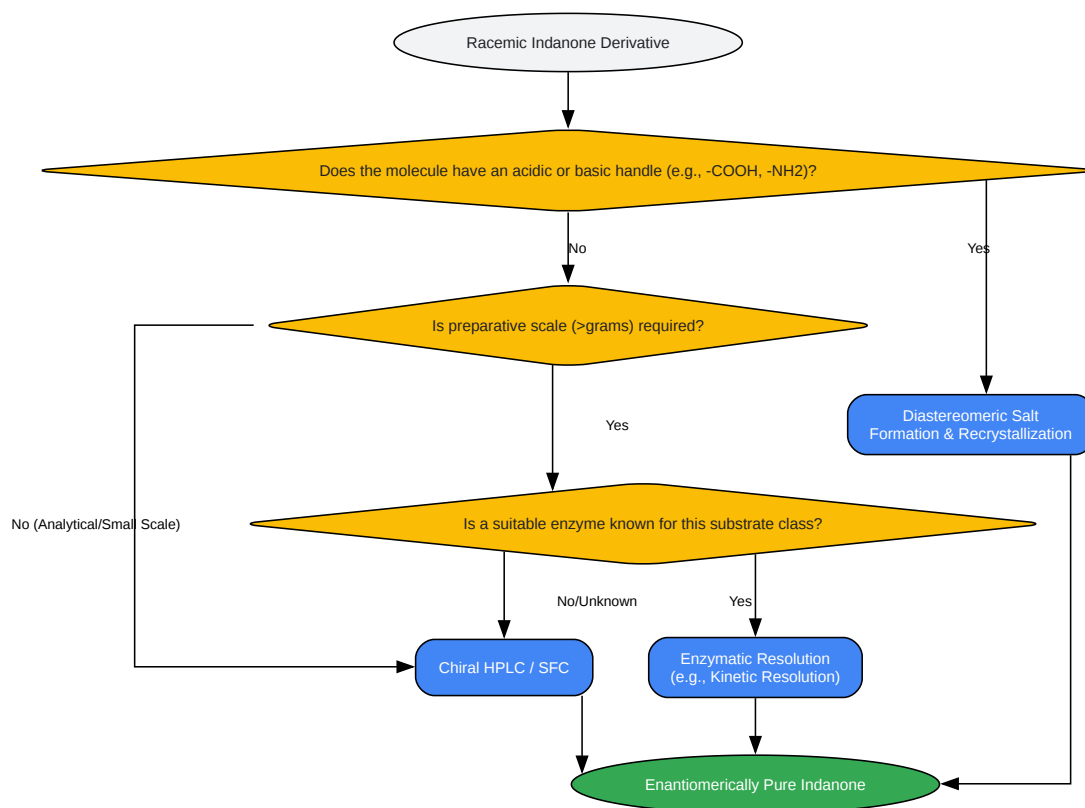 Racemic Indanone Derivative
Does the molecule have an acidic or basic handle (e.g., -COOH, -NH2)?
No
Yes
Is preparative scale (>grams) required?
Diastereomeric Salt
Formation & Recrystallization
Yes
No (Analytical/Small Scale)
Is a suitable enzyme known for this substrate class?
No/Unknown
Yes
Chiral HPLC / SFC
Enzymatic Resolution
(e.g., Kinetic Resolution)
Enantiomerically Pure Indanone